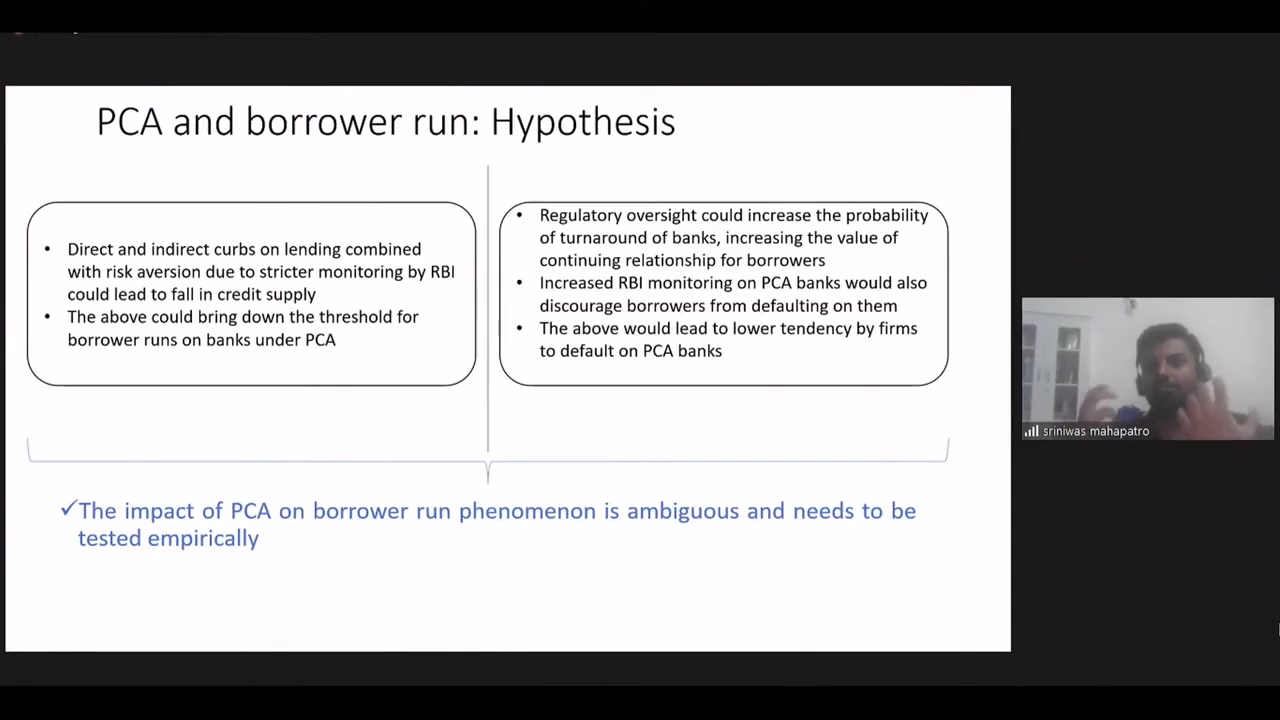 PCA and borrower run: Hypothesis
• Direct and indirect curbs on lending combined
with risk aversion due to stricter monitoring by RBI
could lead to fall in credit supply
• The above could bring down the threshold for
borrower runs on banks under PCA
• Regulatory oversight could increase the probability
of turnaround of banks, increasing the value of
continuing relationship for borrowers
• Increased RBI monitoring on PCA banks would also
discourage borrowers from defaulting on them
• The above would lead to lower tendency by firms
to default on PCA banks
✓The impact of PCA on borrower run phenomenon is ambiguous and needs to be
tested empirically
sriniwas mahapatro